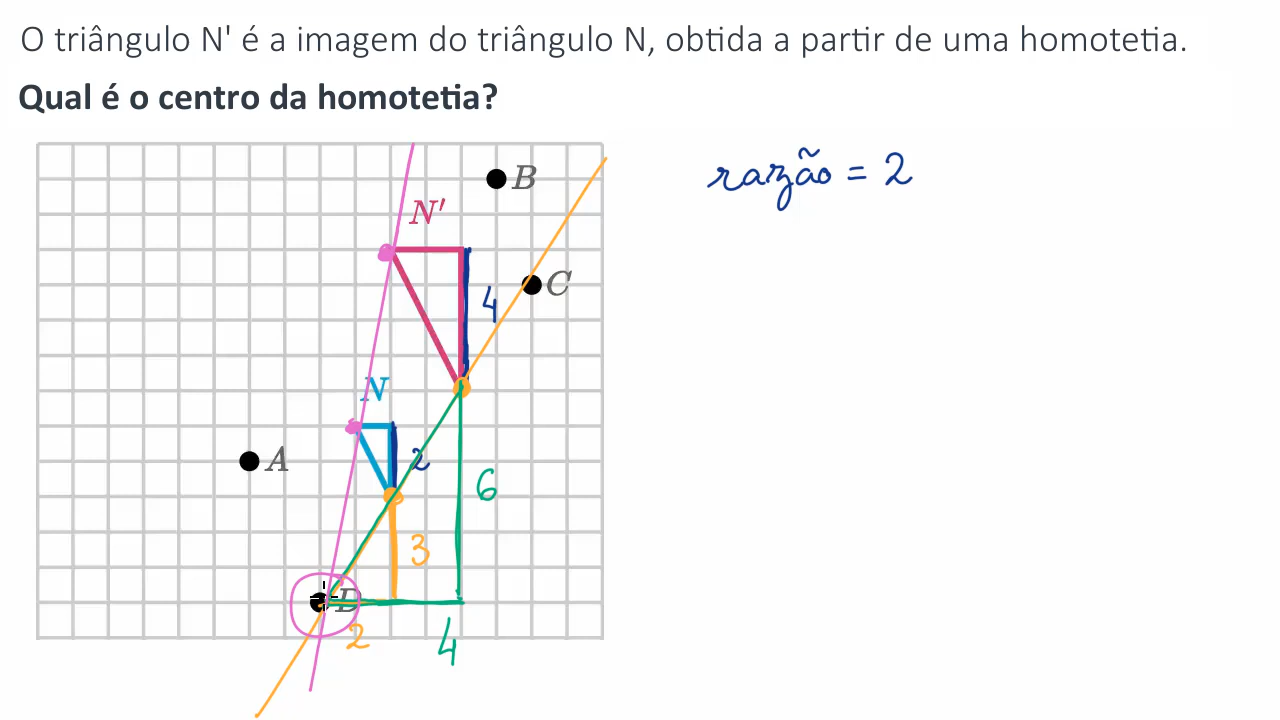 O triângulo N' é a imagem do triângulo N, obtida a partir de uma homotetia.
Qual é o centro da homotetia?
razão = 2
B
N'
C
4
N
A
2
6
3
D
2
4